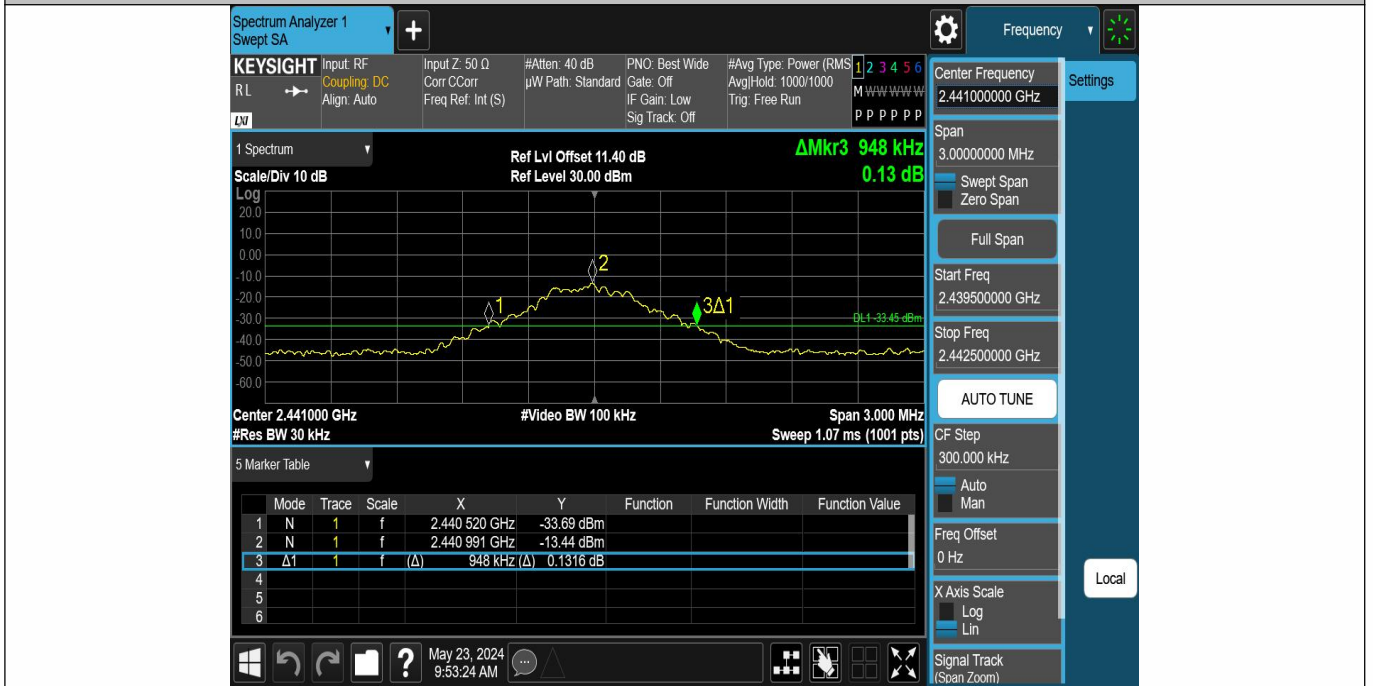 Spectrum Analyzer 1
Swept SA
+
Frequency
KEYSIGHT
RL
LXI
Input: RF
Coupling: DC
Align: Auto
Input Z: 50 Ω
Corr CCorr
Freq Ref: Int (S)
#Atten: 40 dB
µW Path: Standard
PNO: Best Wide
Gate: Off
IF Gain: Low
Sig Track: Off
#Avg Type: Power (RMS
Avg|Hold: 1000/1000
Trig: Free Run
1 2 3 4 5 6
M W W W W W
P P P P P P
1 Spectrum
Scale/Div 10 dB
Ref Lvl Offset 11.40 dB
Ref Level 30.00 dBm
ΔMkr3 948 kHz
0.13 dB
Log
20.0
10.0
0.00
-10.0
-20.0
-30.0
-40.0
-50.0
-60.0
1
2
3Δ1
DL1 -33.45 dBm
Center 2.441000 GHz
#Video BW 100 kHz
Span 3.000 MHz
#Res BW 30 kHz
Sweep 1.07 ms (1001 pts)
5 Marker Table
Mode Trace Scale X Y Function Function Width Function Value
1 N 1 f 2.440 520 GHz -33.69 dBm
2 N 1 f 2.440 991 GHz -13.44 dBm
3 Δ1 1 f (Δ) 948 kHz (Δ) 0.1316 dB
4
5
6
May 23, 2024
9:53:24 AM
?
Center Frequency
2.441000000 GHz
Settings
Span
3.00000000 MHz
Swept Span
Zero Span
Full Span
Start Freq
2.439500000 GHz
Stop Freq
2.442500000 GHz
AUTO TUNE
CF Step
300.000 kHz
Auto
Man
Freq Offset
0 Hz
X Axis Scale
Log
Lin
Local
Signal Track
(Span Zoom)